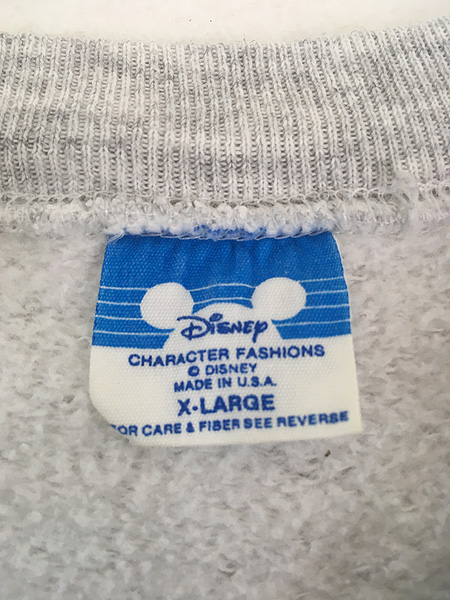 Disney
CHARACTER FASHIONS
© DISNEY
MADE IN U.S.A.
X-LARGE
FOR CARE & FIBER SEE REVERSE